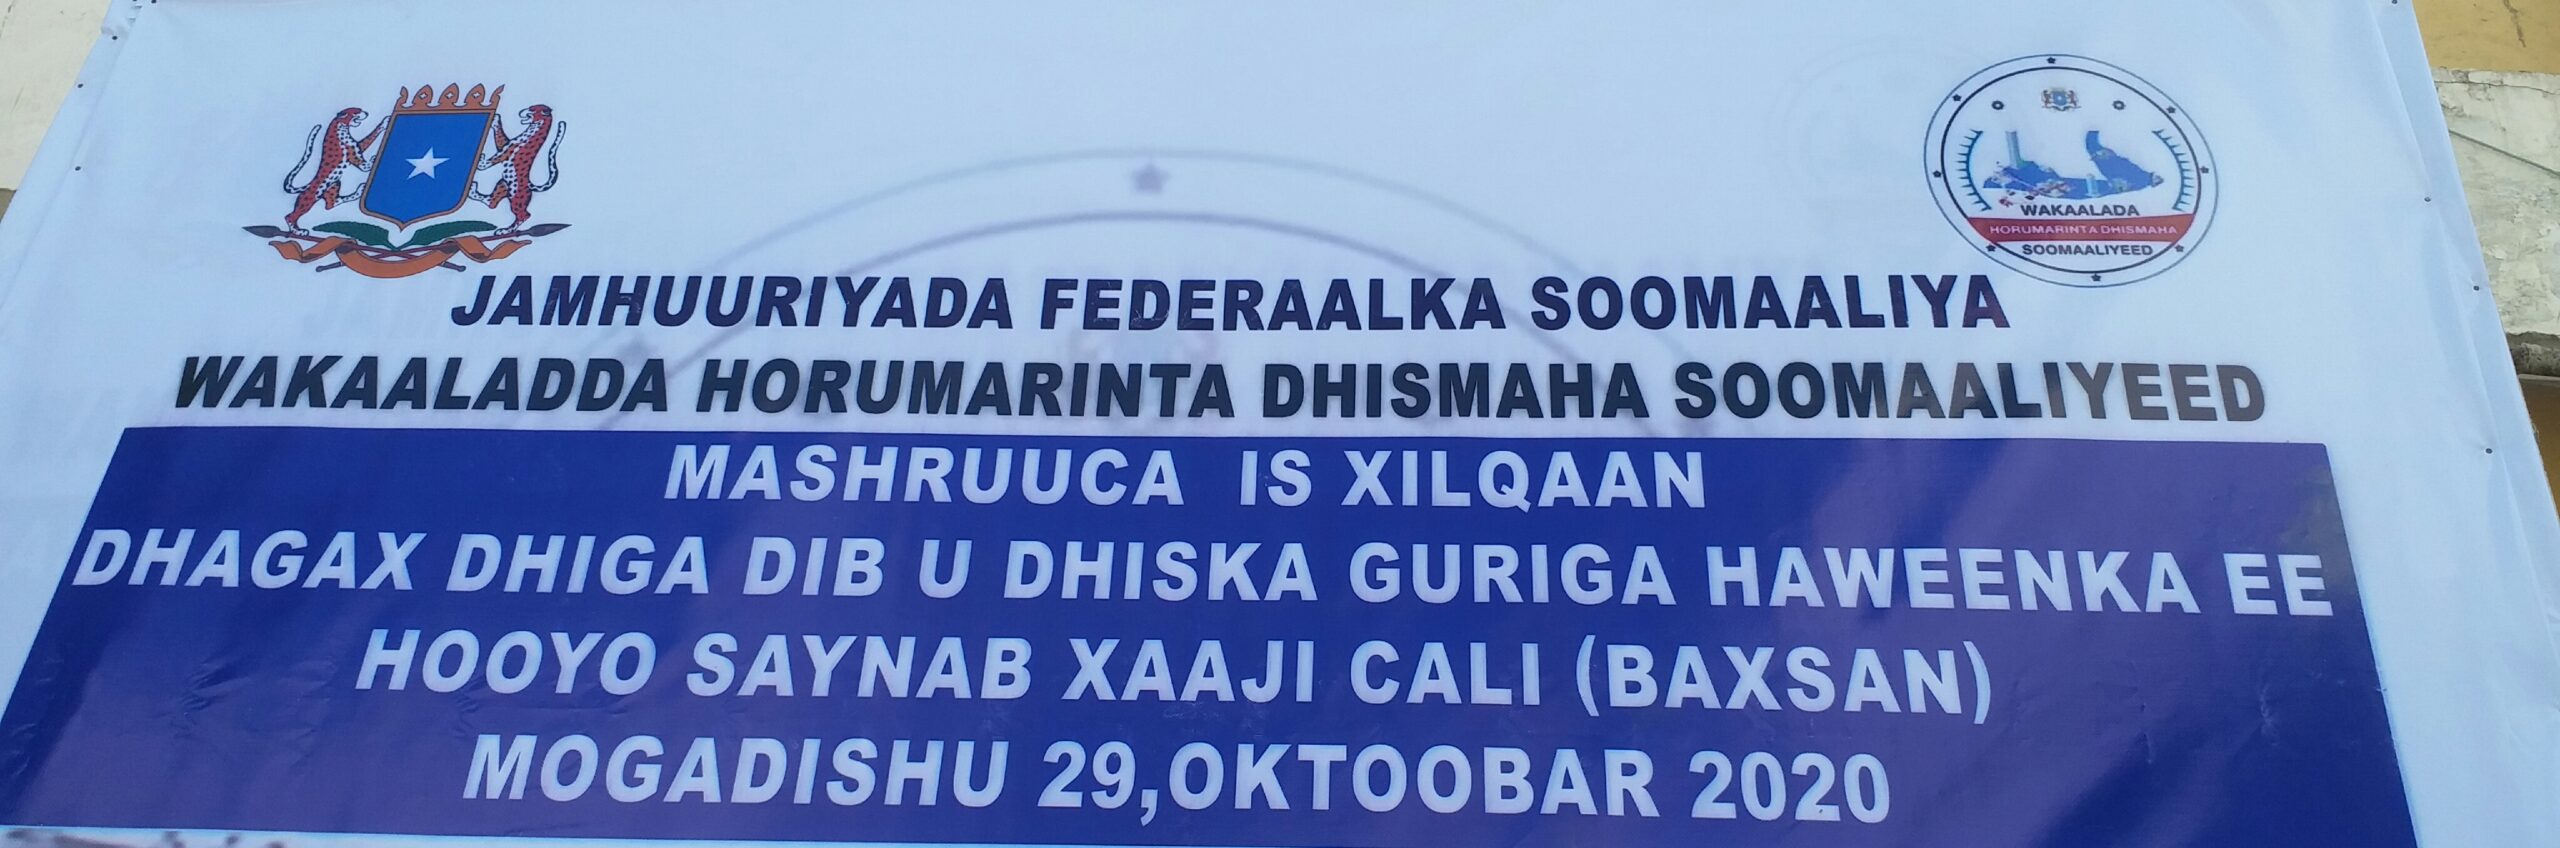 WAKAALADA
HORUMARINTA DHISMAHA
SOOMAALIYEED
JAMHUURIYADA FEDERAALKA SOOMAALIYA
WAKAALADDA HORUMARINTA DHISMAHA SOOMAALIYEED
MASHRUUCA IS XILQAAN
DHAGAX DHIGA DIB U DHISKA GURIGA HAWEENKA EE
HOOYO SAYNAB XAAJI CALI (BAXSAN)
MOGADISHU 29,OKTOOBAR 2020